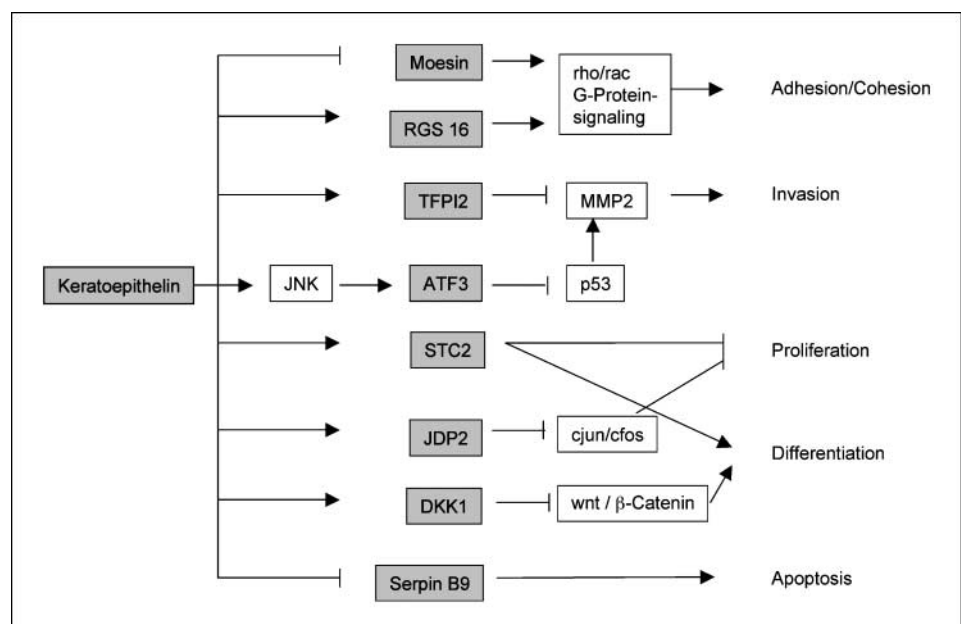 Moesin
rho/rac
G-Protein-
signaling
Adhesion/Cohesion
RGS 16
TFPI2
MMP2
Invasion
Keratoepithelin
JNK
ATF3
p53
STC2
Proliferation
JDP2
cjun/cfos
Differentiation
DKK1
wnt / β-Catenin
Serpin B9
Apoptosis